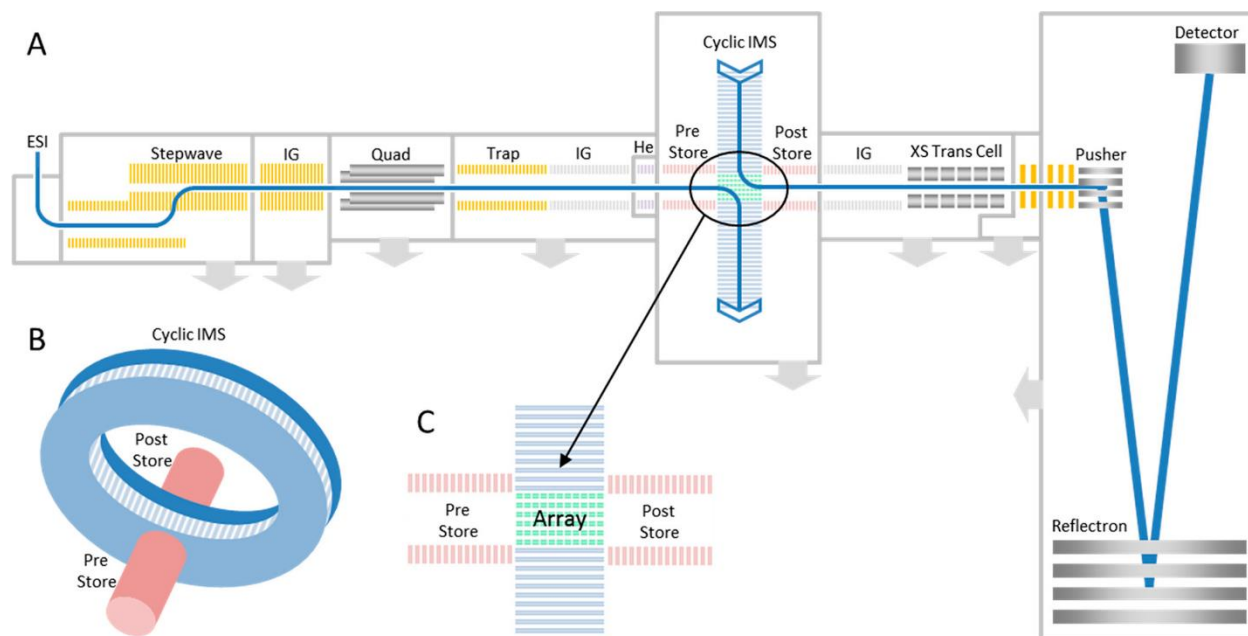 A
Cyclic IMS
Detector
ESI
Stepwave
IG
Quad
Trap
IG
He
Pre
Store
Post
Store
IG
XS Trans Cell
Pusher
B
Cyclic IMS
Post
Store
Pre
Store
C
Pre
Store
Array
Post
Store
Reflectron